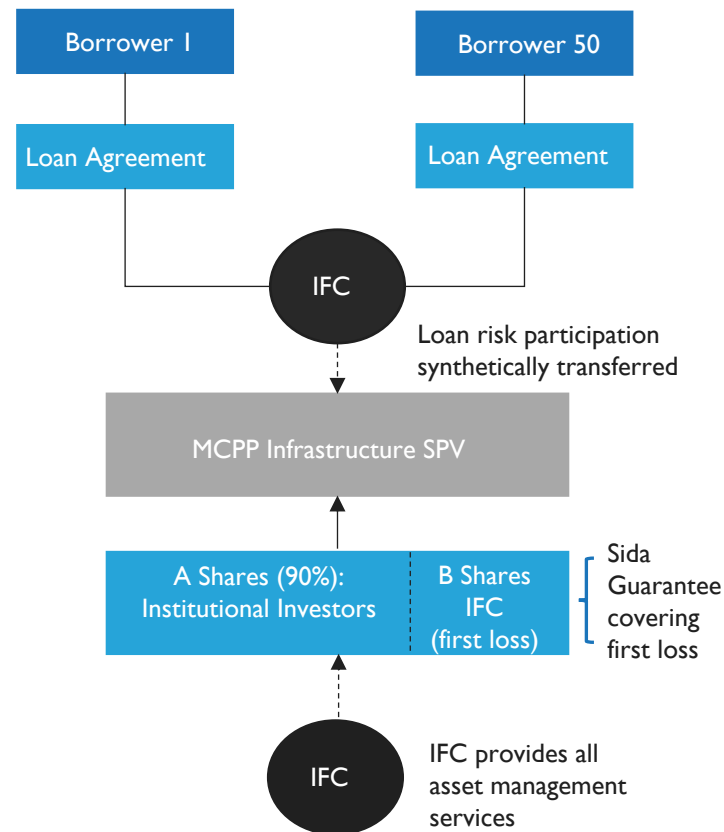 Borrower 1
Borrower 50
Loan Agreement
Loan Agreement
IFC
Loan risk participation
synthetically transferred
MCPP Infrastructure SPV
A Shares (90%):
Institutional Investors
B Shares
IFC
(first loss)
Sida
Guarantee
covering
first loss
IFC
IFC provides all
asset management
services